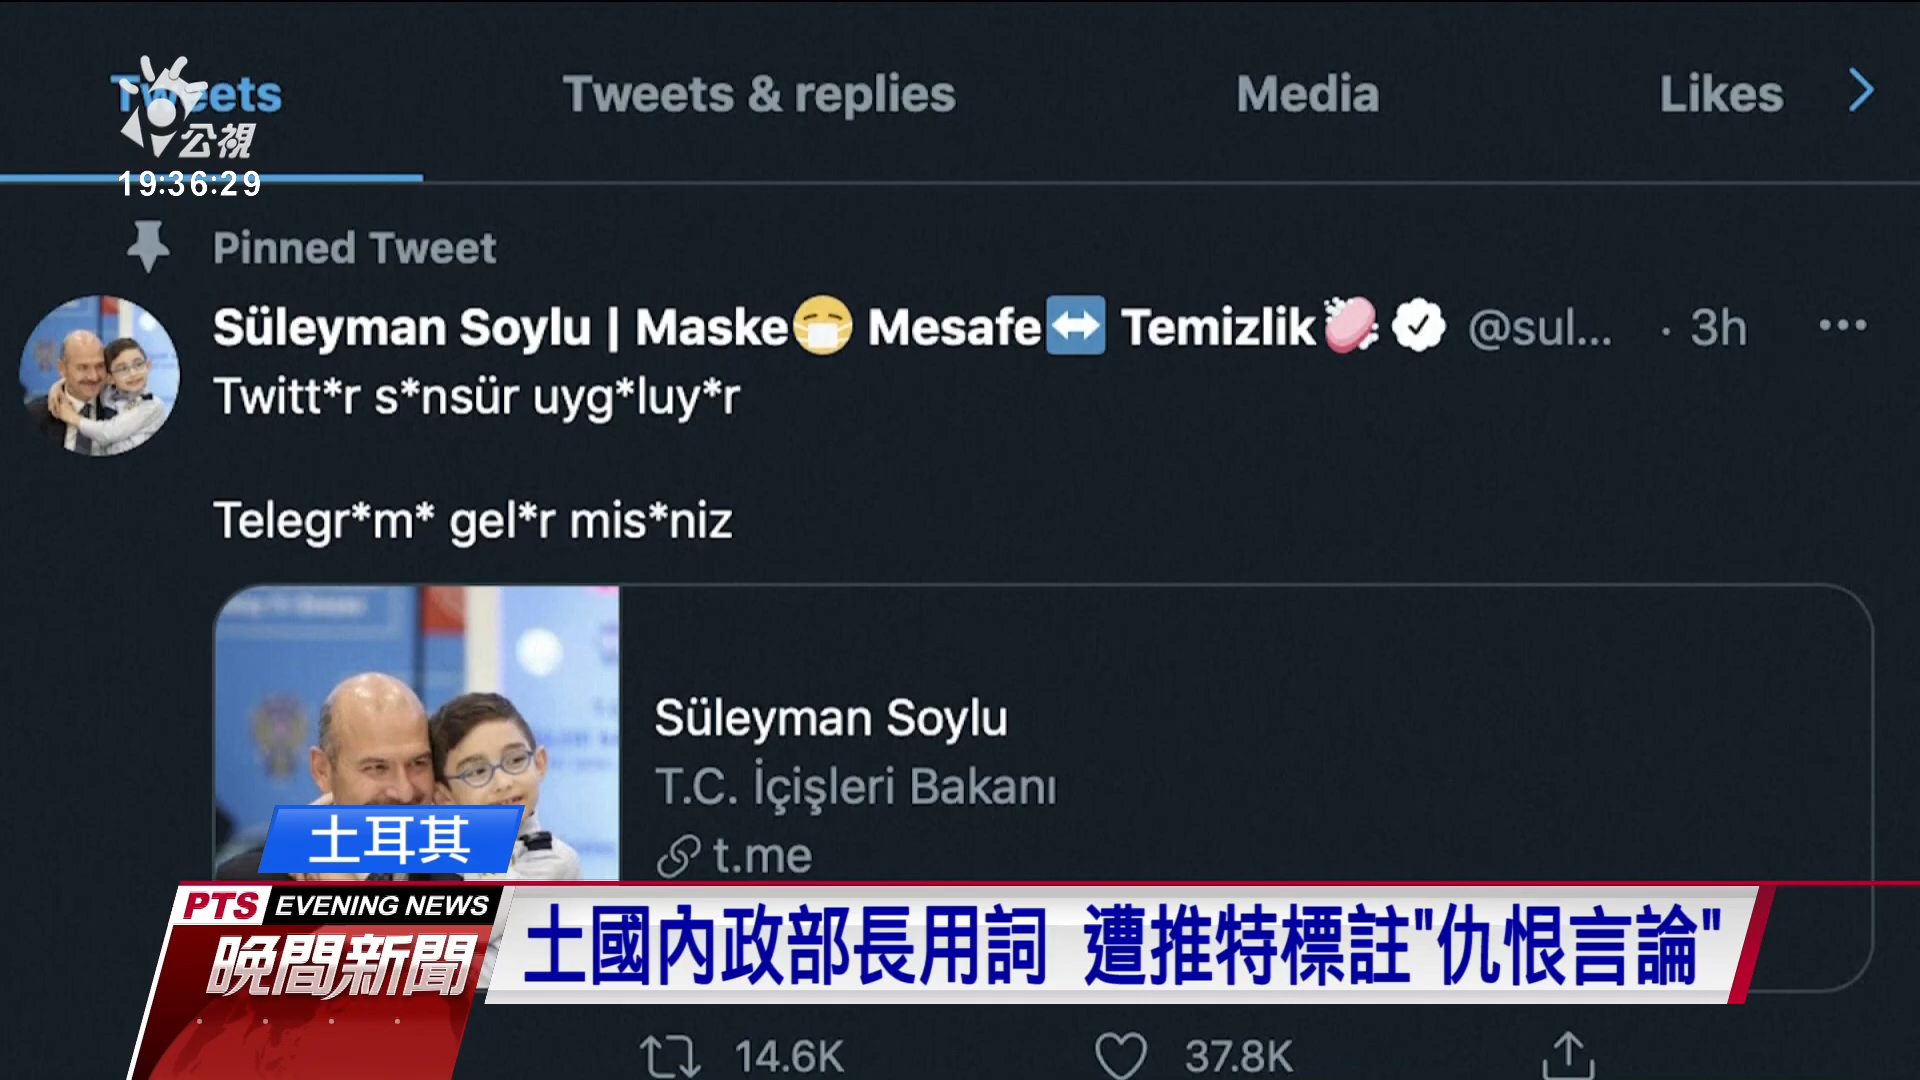 Tweets
Tweets & replies
Media
Likes
公視
19:36:29
Pinned Tweet
Süleyman Soylu | Maske😷 Mesafe↔️ Temizlik🧼 @sul... · 3h
Twitt*r s*nsür uyg*luy*r
Telegr*m* gel*r mis*niz
Süleyman Soylu
T.C. İçişleri Bakanı
t.me
土耳其
PTS EVENING NEWS
晚間新聞
土國內政部長用詞 遭推特標註"仇恨言論"
14.6K
37.8K